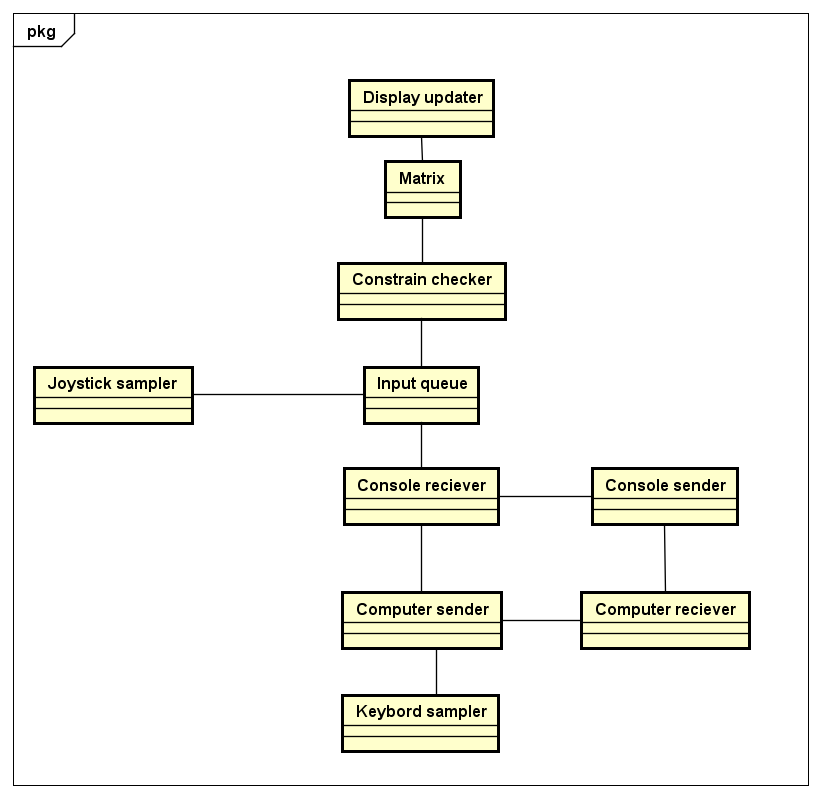 pkg
Display updater
Matrix
Constrain checker
Joystick sampler
Input queue
Console reciever
Console sender
Computer sender
Computer reciever
Keybord sampler